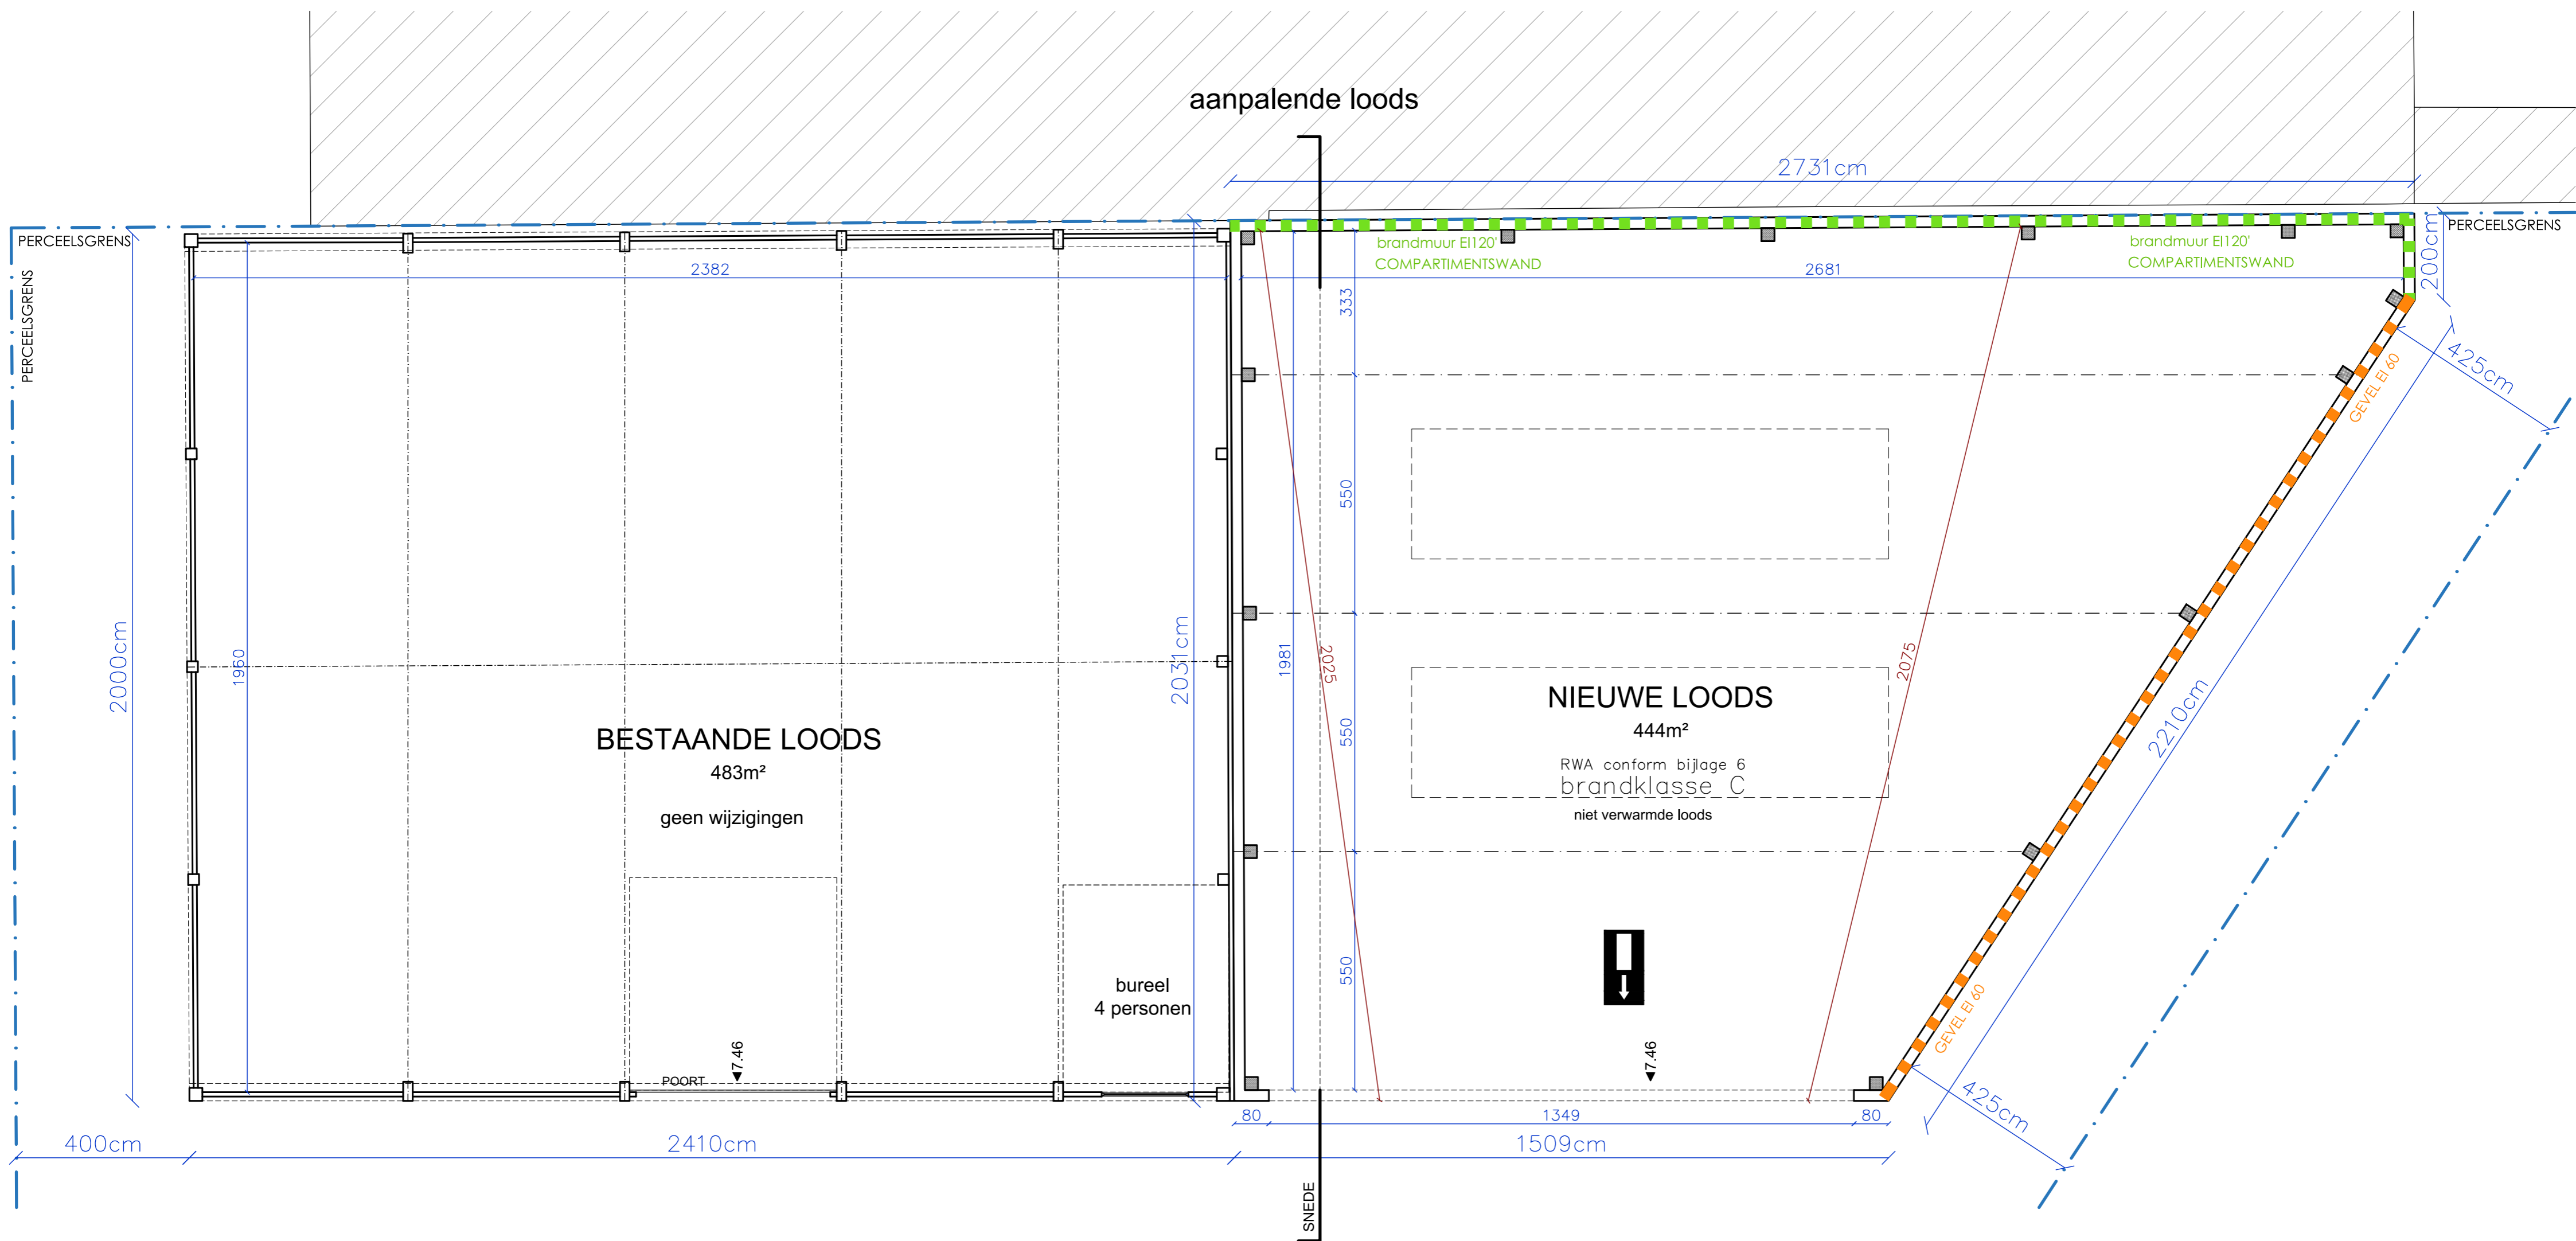 aanpalende loods
2731cm
PERCEELSGRENS
PERCEELSGRENS
PERCEELSGRENS
brandmuur EI120'
COMPARTIMENTSWAND
brandmuur EI120'
COMPARTIMENTSWAND
2382
2681
200cm
333
425cm
GEVEL EI 60
550
2000cm
1960
2031cm
1981
2025
2075
550
2210cm
BESTAANDE LOODS
483m²
geen wijzigingen
NIEUWE LOODS
444m²
RWA conform bijlage 6
brandklasse C
niet verwarmde loods
550
bureel
4 personen
GEVEL EI 60
7.46
7.46
POORT
425cm
80
1349
80
400cm
2410cm
1509cm
SNEDE